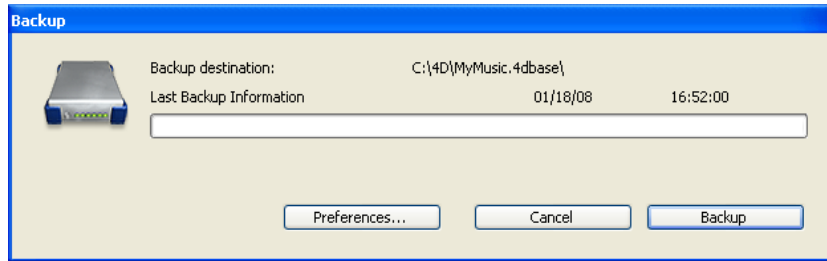 Backup
Backup destination: C:\4D\MyMusic.4dbase\
Last Backup Information 01/18/08 16:52:00
Preferences... Cancel Backup